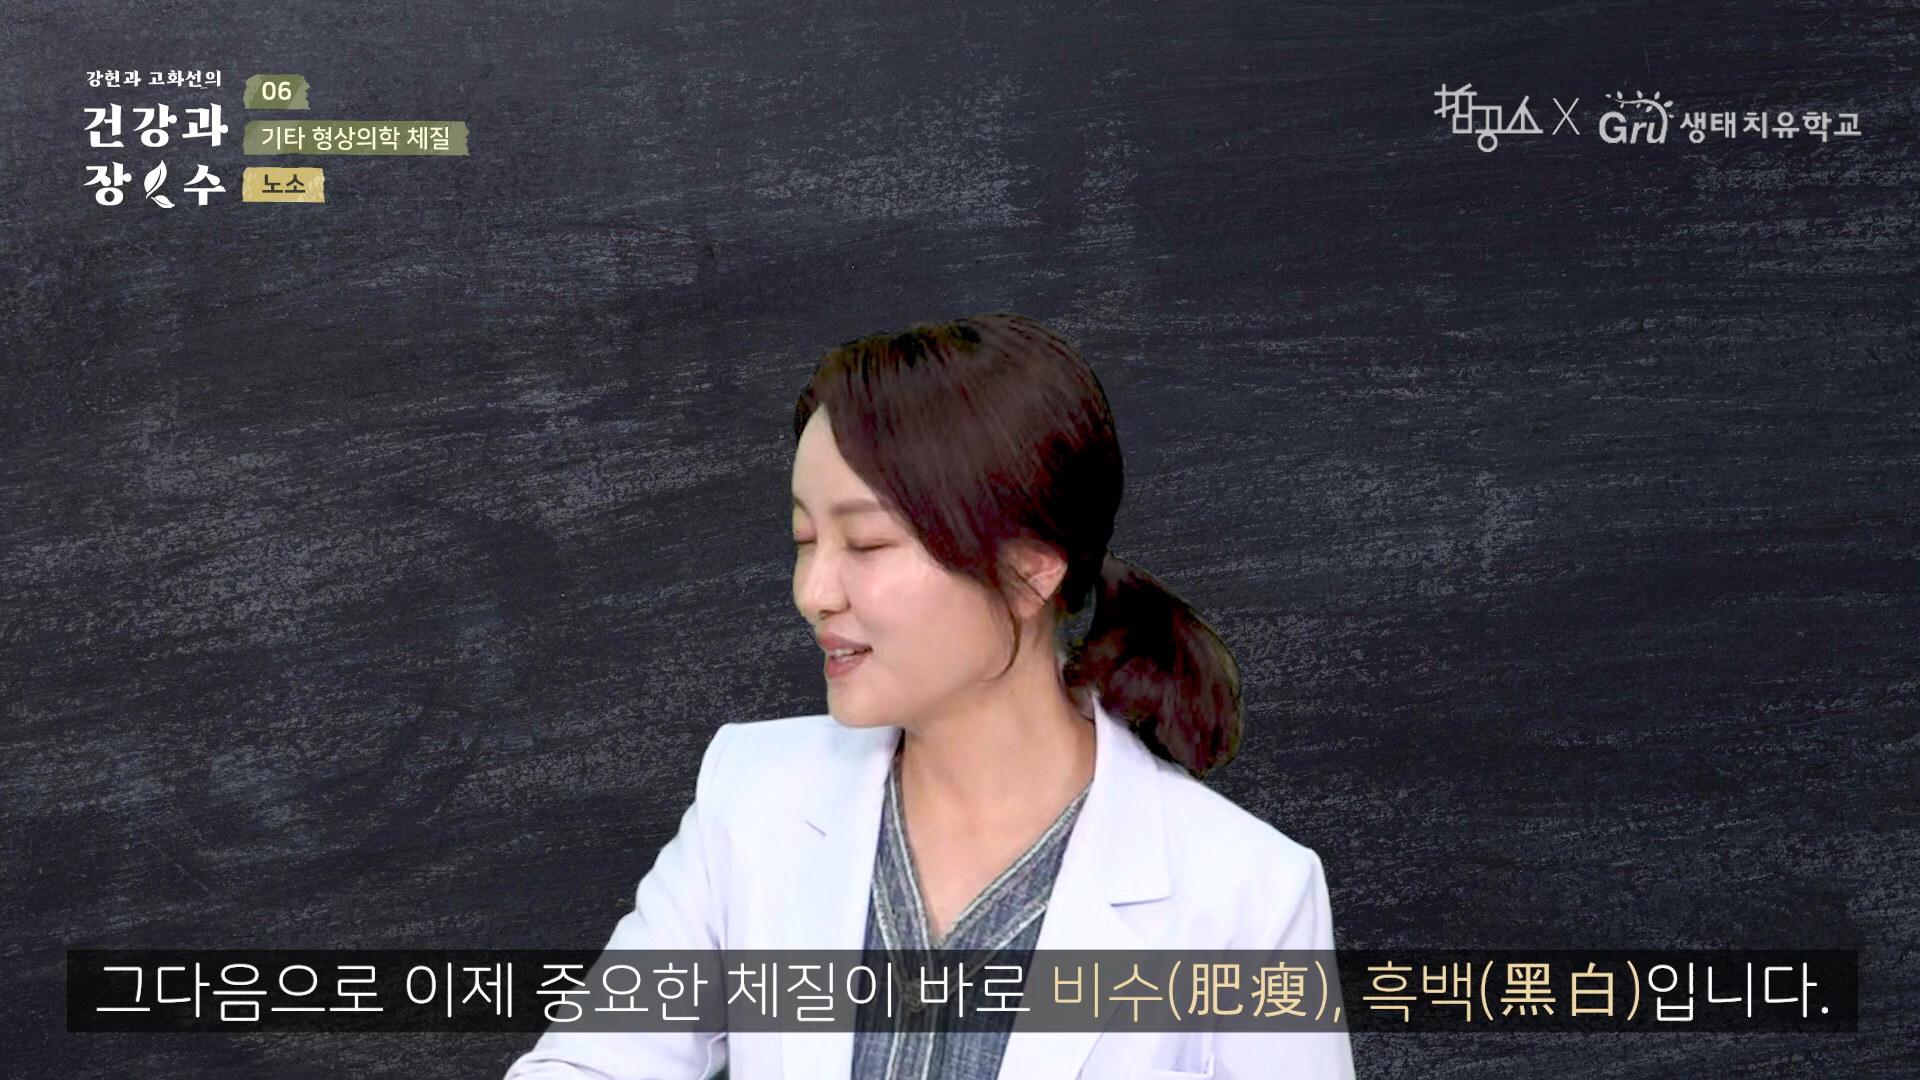 강헌과 고화선의
건강과
장수
06
기타 형상의학 체질
노소
X Gru 생태치유학교
그다음으로 이제 중요한 체질이 바로 비수(肥瘦), 흑백(黑白)입니다.